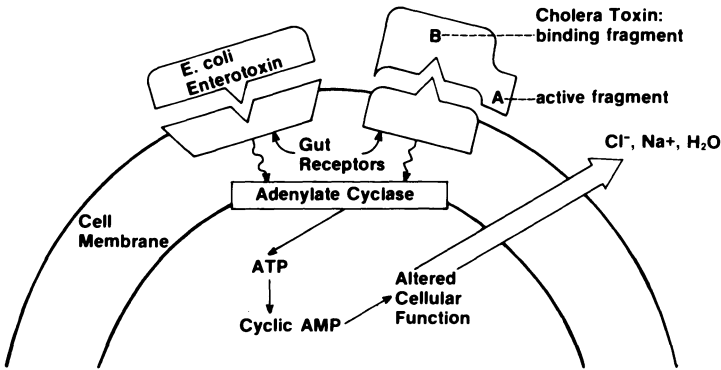 Cholera Toxin:
B binding fragment
E. coli
Enterotoxin
A active fragment
Cl⁻, Na+, H₂O
Gut
Receptors
Adenylate Cyclase
Cell
Membrane
ATP
Altered
Cellular
Function
Cyclic AMP